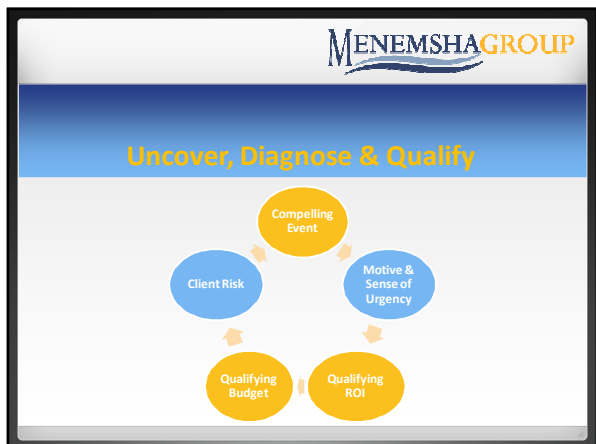 MENEMSHAGROUP
Uncover, Diagnose & Qualify
Compelling
Event
Motive &
Sense of
Urgency
Qualifying
ROI
Qualifying
Budget
Client Risk